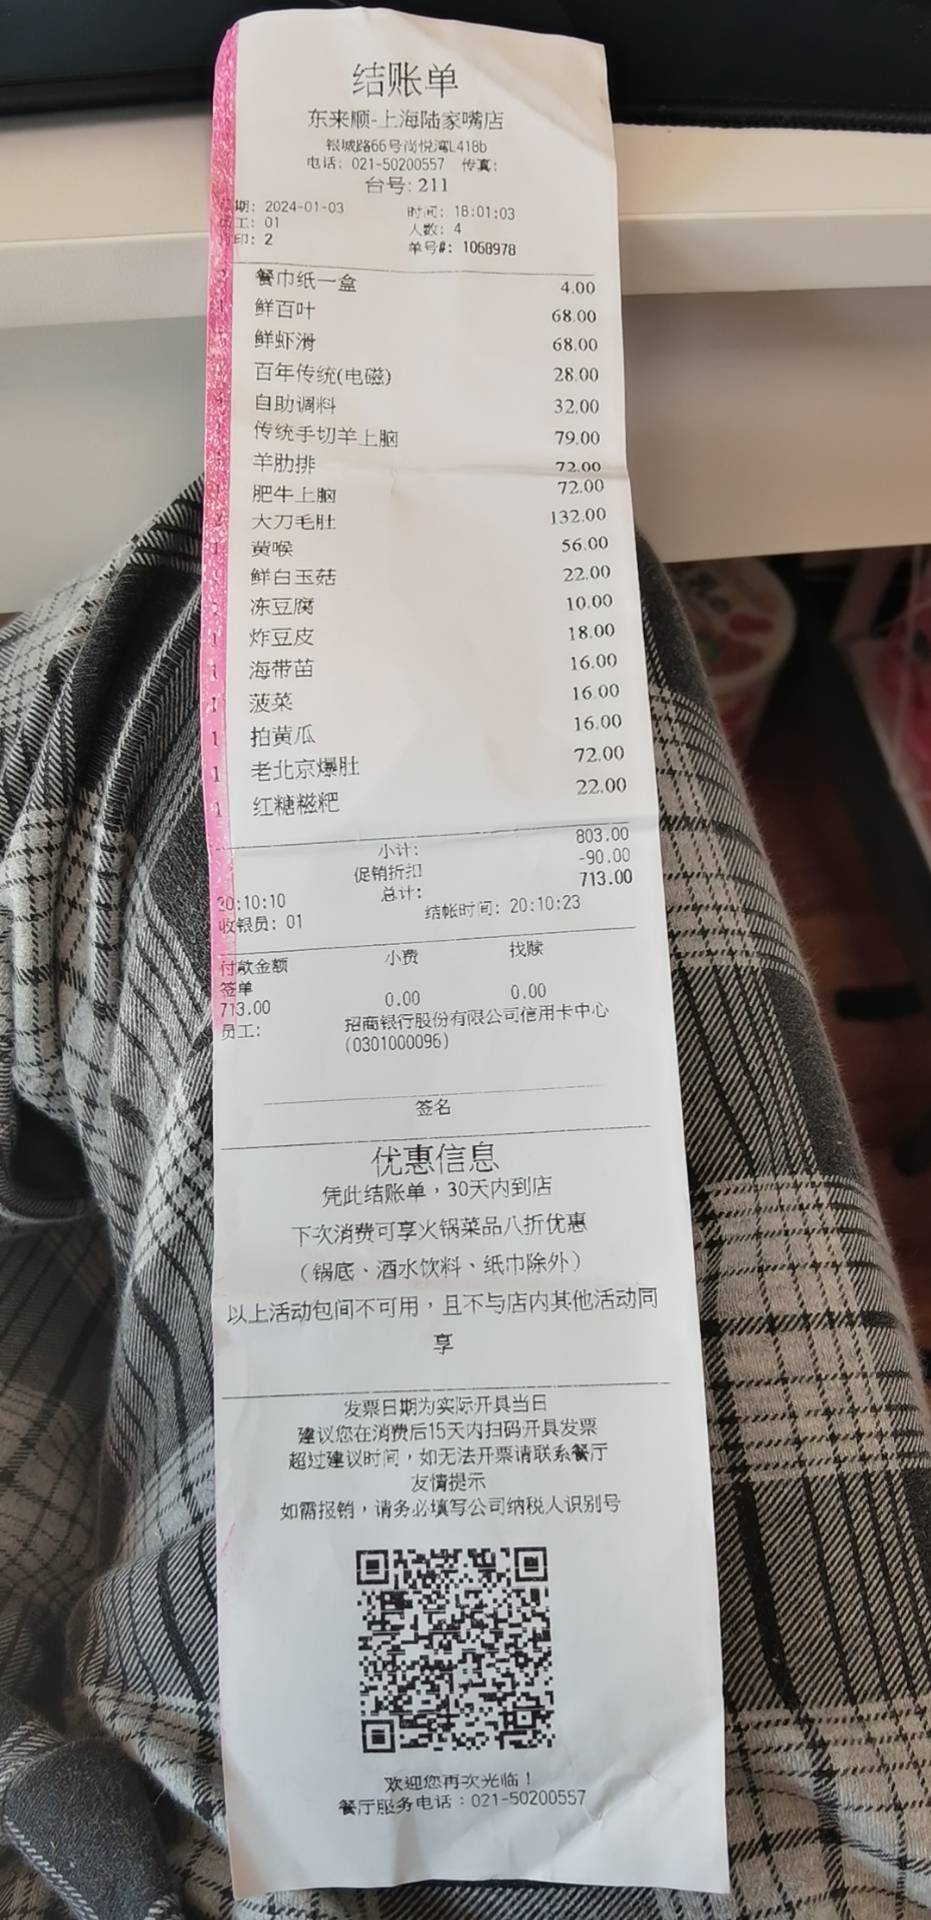 结账单
东来顺-上海陆家嘴店
银城路66号尚悦湾L418b
电话: 021-50200557 传真:
台号: 211
期: 2024-01-03 时间: 18:01:03
工: 01 人数: 4
印: 2 单号#: 1068978
餐巾纸一盒 4.00
鲜百叶 68.00
鲜虾滑 68.00
百年传统(电磁) 28.00
自助调料 32.00
传统手切羊上脑 79.00
羊肋排 72.00
1 肥牛上脑 72.00
2 大刀毛肚 132.00
1 黄喉 56.00
鲜白玉菇 22.00
冻豆腐 10.00
1 炸豆皮 18.00
1 海带苗 16.00
1 菠菜 16.00
1 拍黄瓜 16.00
1 老北京爆肚 72.00
1 红糖糍粑 22.00
小计: 803.00
促销折扣 -90.00
总计: 713.00
20:10:10 结帐时间: 20:10:23
收银员: 01
付款金额 小费 找赎
签单
713.00 0.00 0.00
员工: 招商银行股份有限公司信用卡中心
(0301000096)
签名
优惠信息
凭此结账单，30天内到店
下次消费可享火锅菜品八折优惠
（锅底、酒水饮料、纸巾除外）
以上活动包间不可用，且不与店内其他活动同
享
发票日期为实际开具当日
建议您在消费后15天内扫码开具发票
超过建议时间，如无法开票请联系餐厅
友情提示
如需报销，请务必填写公司纳税人识别号
欢迎您再次光临！
餐厅服务电话：021-50200557